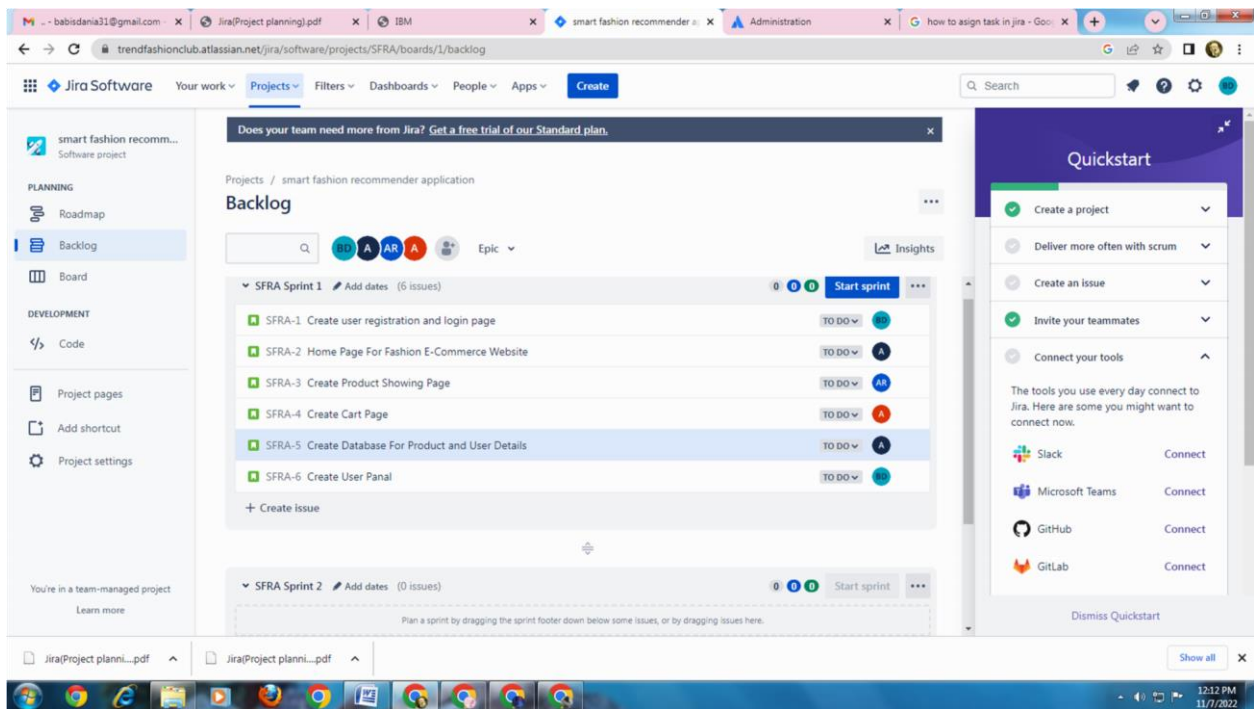 .. - babisdania31@gmail.com -
Jira(Project planning).pdf
IBM
smart fashion recommender a
Administration
how to asign task in jira - Goo
trendfashionclub.atlassian.net/jira/software/projects/SFRA/boards/1/backlog
Jira Software Your work Projects Filters Dashboards People Apps Create Search BD
smart fashion recomm...
Software project
PLANNING
Roadmap
Backlog
Board
DEVELOPMENT
Code
Project pages
Add shortcut
Project settings
You're in a team-managed project
Learn more
Does your team need more from Jira? Get a free trial of our Standard plan.
Projects / smart fashion recommender application
Backlog
BD A AR A Epic Insights
SFRA Sprint 1 Add dates (6 issues) 0 0 0 Start sprint
SFRA-1 Create user registration and login page TO DO BD
SFRA-2 Home Page For Fashion E-Commerce Website TO DO A
SFRA-3 Create Product Showing Page TO DO AR
SFRA-4 Create Cart Page TO DO A
SFRA-5 Create Database For Product and User Details TO DO A
SFRA-6 Create User Panal TO DO BD
+ Create issue
SFRA Sprint 2 Add dates (0 issues) 0 0 0 Start sprint
Plan a sprint by dragging the sprint footer down below some issues, or by dragging issues here.
Quickstart
Create a project
Deliver more often with scrum
Create an issue
Invite your teammates
Connect your tools
The tools you use every day connect to
Jira. Here are some you might want to
connect now.
Slack Connect
Microsoft Teams Connect
GitHub Connect
GitLab Connect
Dismiss Quickstart
Jira(Project planni....pdf
Jira(Project planni....pdf
Show all
12:12 PM
11/7/2022